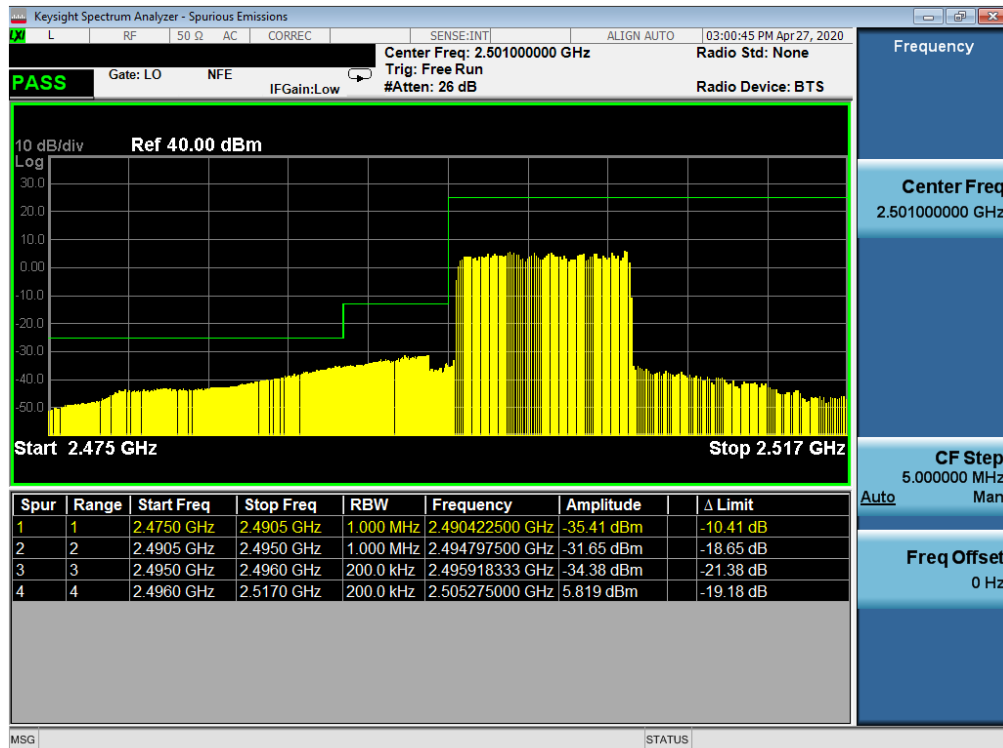 Keysight Spectrum Analyzer - Spurious Emissions
LXI L RF 50 Ω AC CORREC SENSE:INT ALIGN AUTO 03:00:45 PM Apr 27, 2020
Center Freq: 2.501000000 GHz Radio Std: None
PASS Gate: LO NFE Trig: Free Run
IFGain:Low #Atten: 26 dB Radio Device: BTS
10 dB/div Ref 40.00 dBm
Log
30.0
20.0
10.0
0.00
-10.0
-20.0
-30.0
-40.0
-50.0
Start 2.475 GHz Stop 2.517 GHz
Spur Range Start Freq Stop Freq RBW Frequency Amplitude Δ Limit
1 1 2.4750 GHz 2.4905 GHz 1.000 MHz 2.490422500 GHz -35.41 dBm -10.41 dB
2 2 2.4905 GHz 2.4950 GHz 1.000 MHz 2.494797500 GHz -31.65 dBm -18.65 dB
3 3 2.4950 GHz 2.4960 GHz 200.0 kHz 2.495918333 GHz -34.38 dBm -21.38 dB
4 4 2.4960 GHz 2.5170 GHz 200.0 kHz 2.505275000 GHz 5.819 dBm -19.18 dB
MSG STATUS
Frequency
Center Freq
2.501000000 GHz
CF Step
5.000000 MHz
Auto Man
Freq Offset
0 Hz